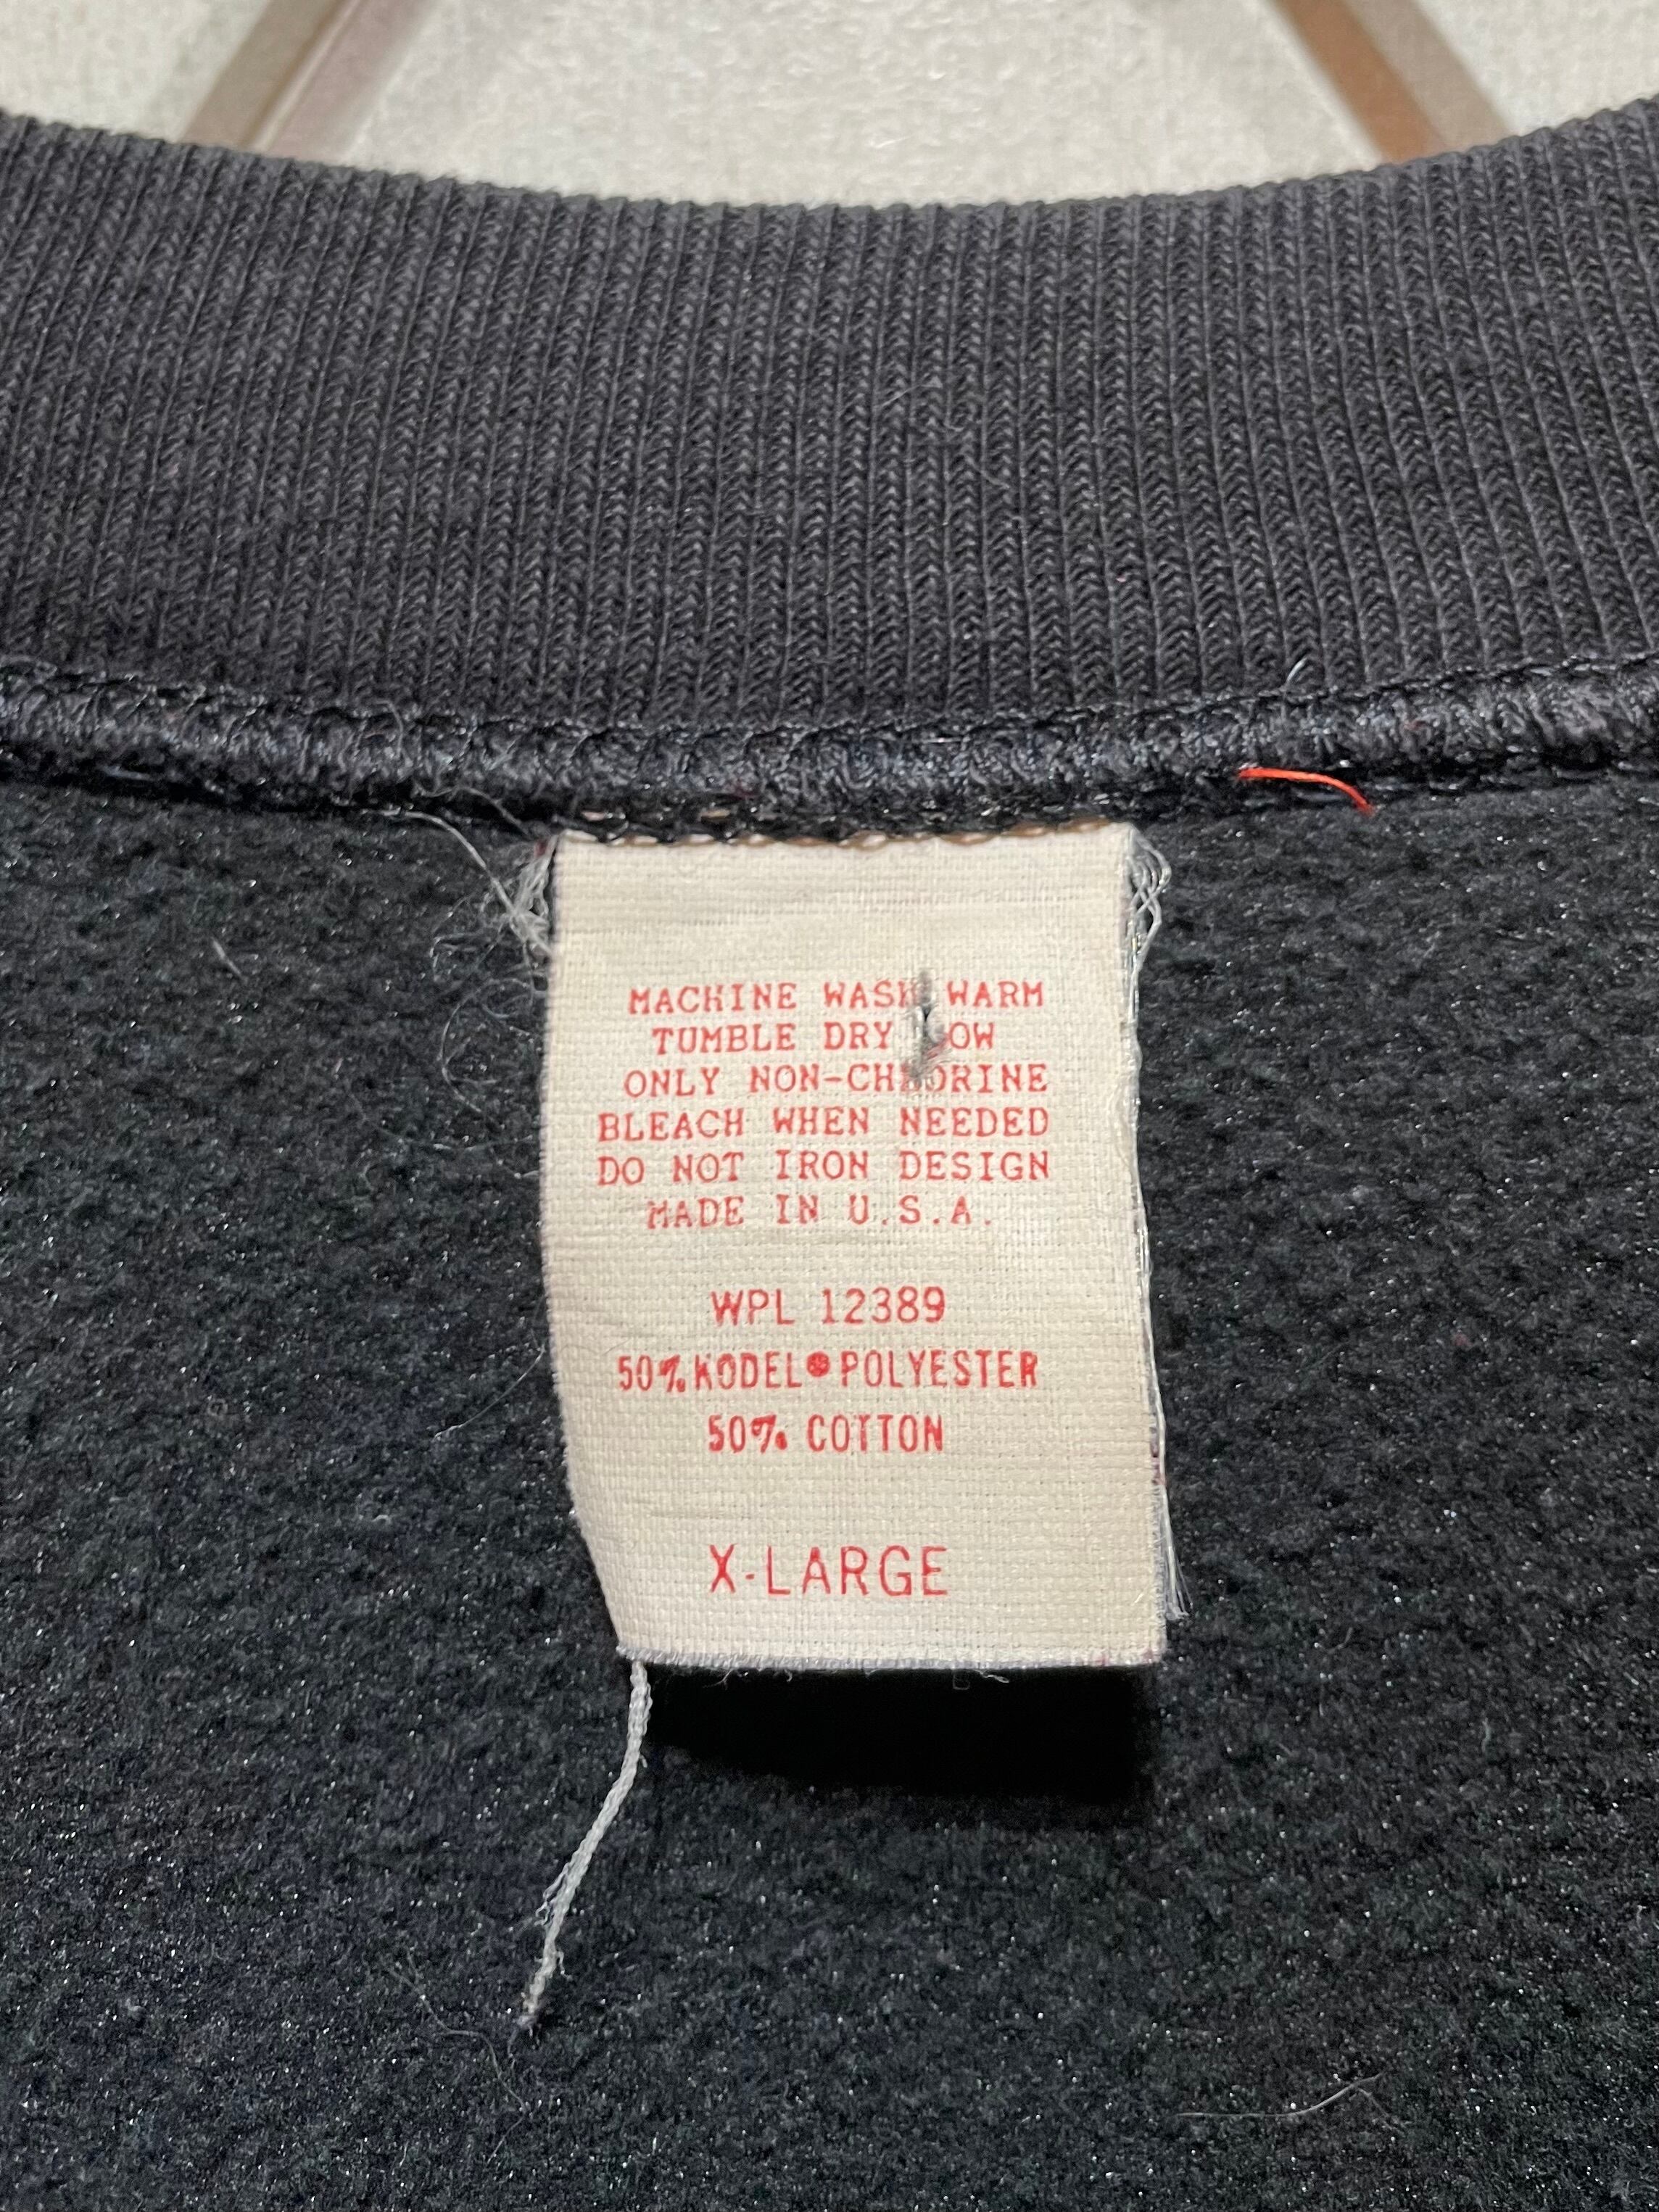 MACHINE WASH WARM
TUMBLE DRY LOW
ONLY NON-CHLORINE
BLEACH WHEN NEEDED
DO NOT IRON DESIGN
MADE IN U.S.A.
WPL 12389
50% KODEL® POLYESTER
50% COTTON
X-LARGE